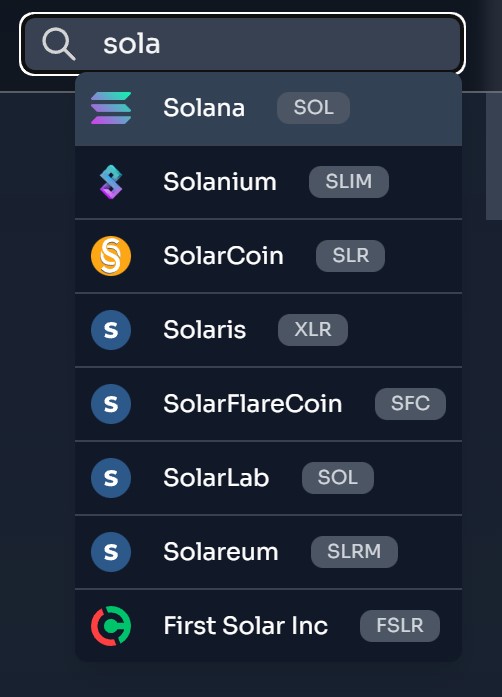 sola
Solana SOL
Solanium SLIM
SolarCoin SLR
S Solaris XLR
S SolarFlareCoin SFC
S SolarLab SOL
S Solareum SLRM
First Solar Inc FSLR